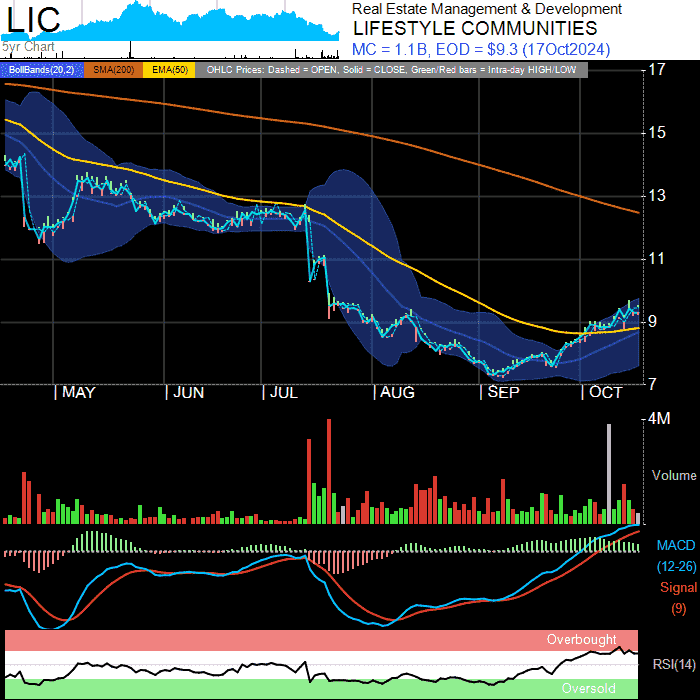 LIC
5yr Chart
Real Estate Management & Development
LIFESTYLE COMMUNITIES
MC = 1.1B, EOD = $9.3 (17Oct2024)
BollBands(20,2) SMA(200) EMA(50) OHLC Prices: Dashed = OPEN, Solid = CLOSE, Green/Red bars = Intra-day HIGH/LOW
17
15
13
11
9
7
| MAY | JUN | JUL | AUG | SEP | OCT
4M
Volume
MACD
(12-26)
Signal
(9)
Overbought
RSI(14)
Oversold